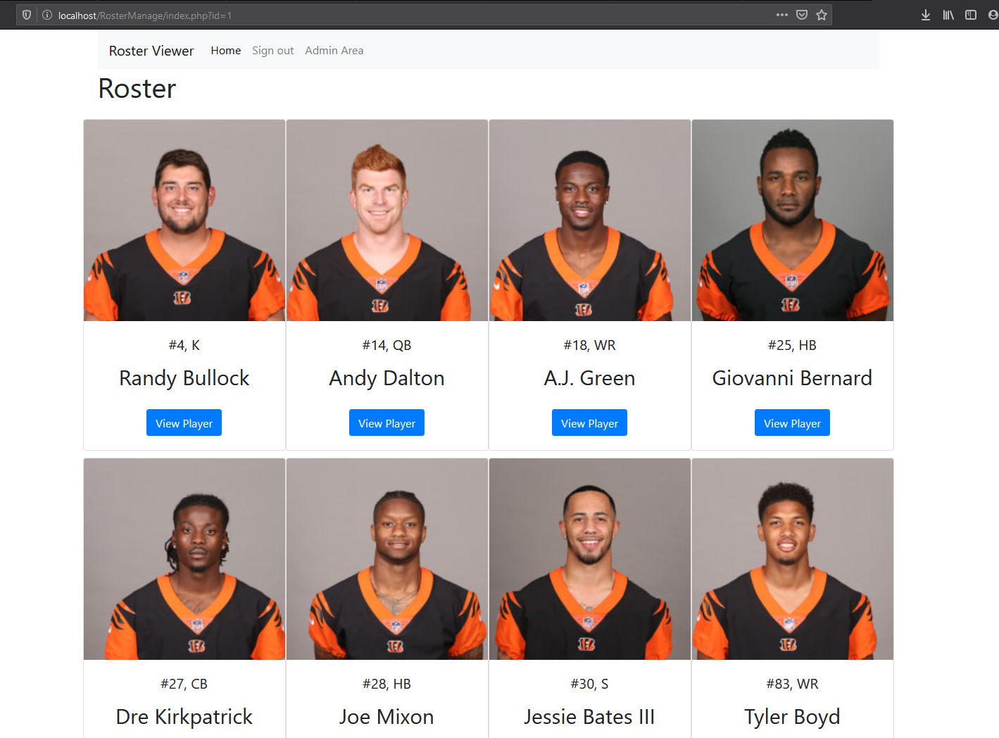 localhost/RosterManage/index.php?id=1
Roster Viewer Home Sign out Admin Area
Roster
#4, K
#14, QB
#18, WR
#25, HB
Randy Bullock
Andy Dalton
A.J. Green
Giovanni Bernard
View Player
View Player
View Player
View Player
#27, CB
#28, HB
#30, S
#83, WR
Dre Kirkpatrick
Joe Mixon
Jessie Bates III
Tyler Boyd